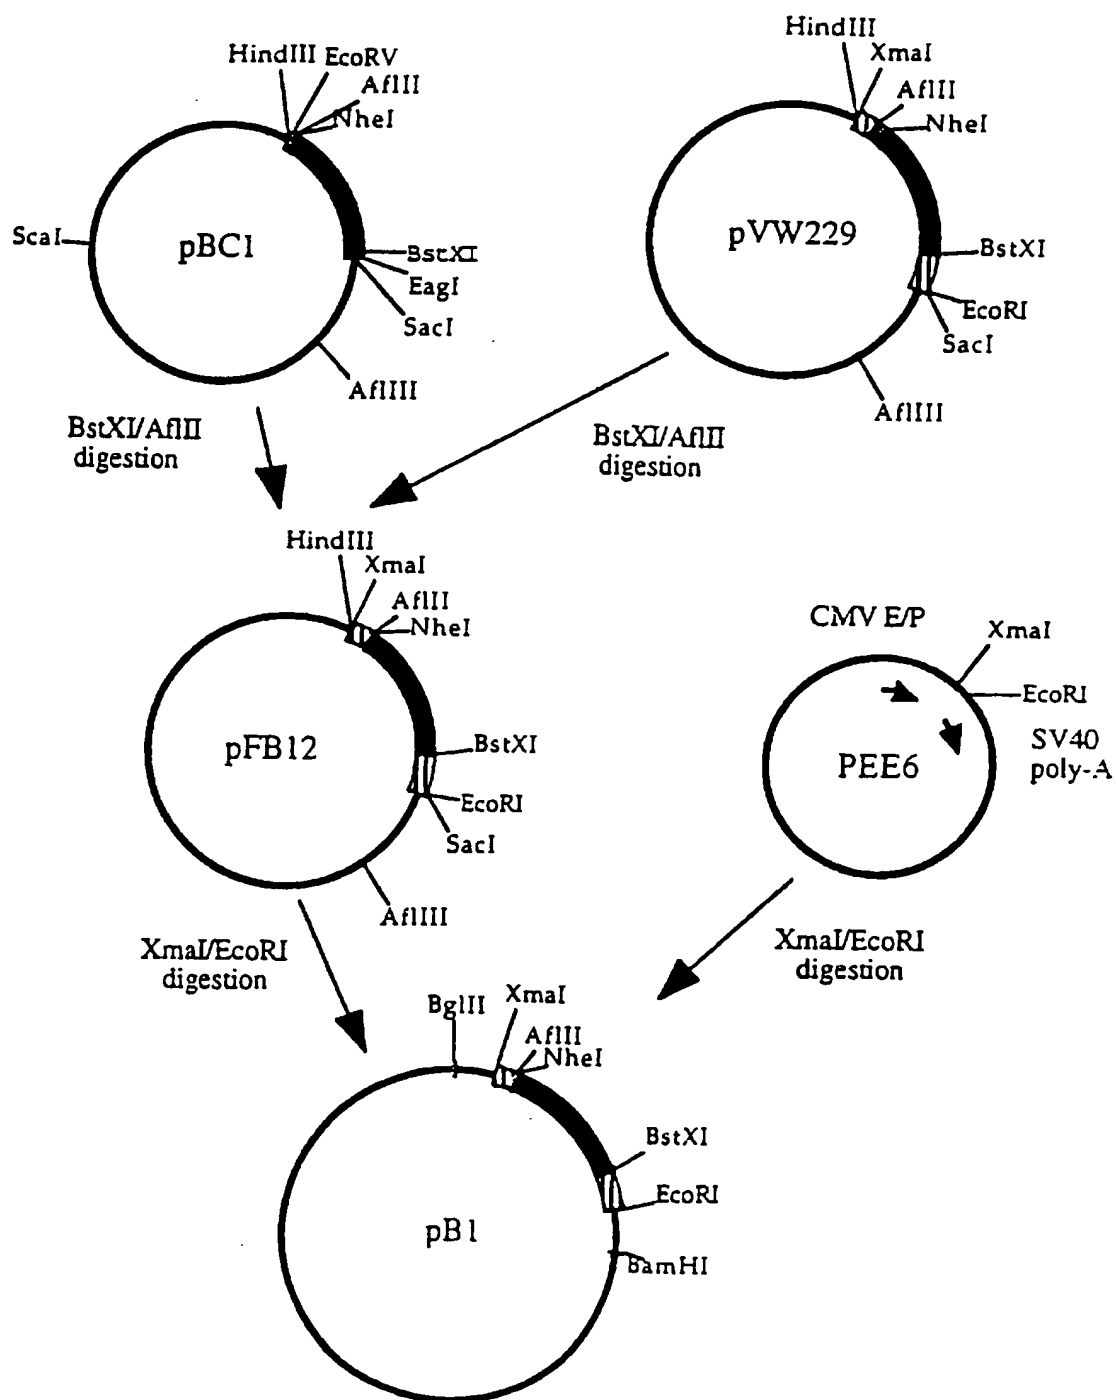 HindIII
EcoRV
AflII
NheI
ScaI
pBC1
BstXI
EagI
SacI
AflIII
HindIII
XmaI
AflII
NheI
pVW229
BstXI
EcoRI
SacI
AflIII
BstXI/AflII
digestion
BstXI/AflII
digestion
HindIII
XmaI
AflII
NheI
pFB12
BstXI
EcoRI
SacI
AflIII
CMV E/P
XmaI
EcoRI
SV40
poly-A
PEE6
XmaI/EcoRI
digestion
XmaI/EcoRI
digestion
BglII
XmaI
AflII
NheI
BstXI
EcoRI
pB1
BamHI